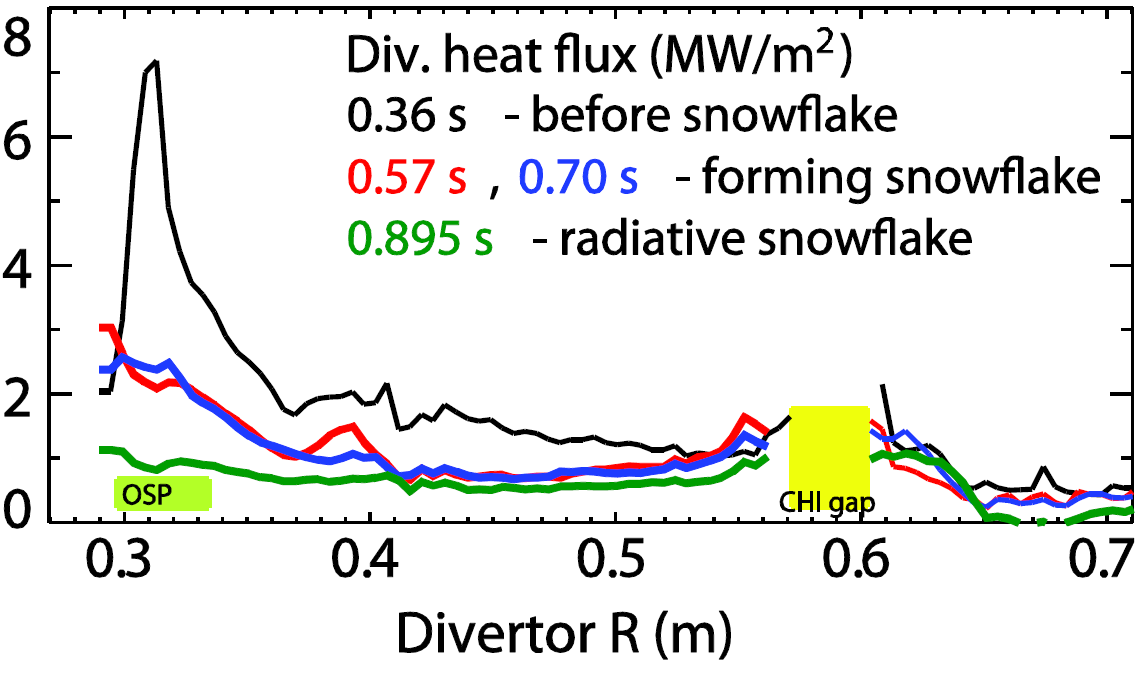 8
Div. heat flux (MW/m2)
0.36 s - before snowflake
6
0.57 s , 0.70 s - forming snowflake
0.895 s - radiative snowflake
4
2
OSP
CHI gap
0
0.3 0.4 0.5 0.6 0.7
Divertor R (m)